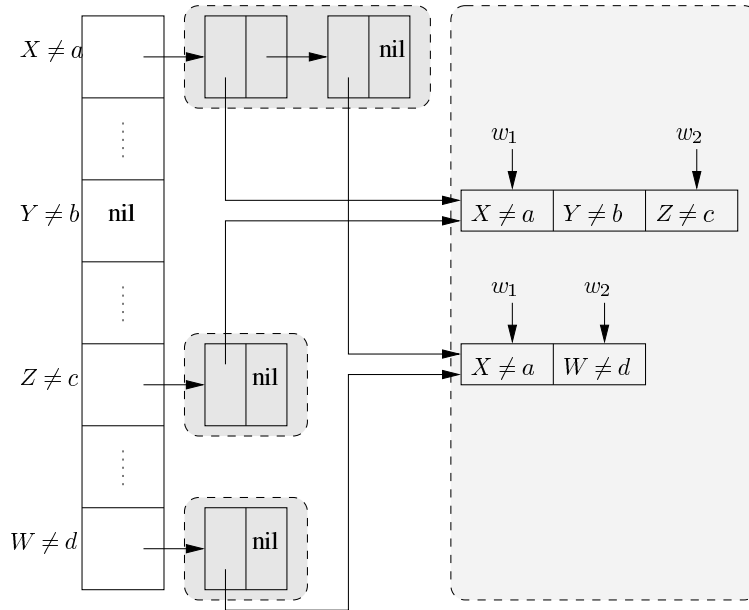 X ≠ a
nil
w₁ w₂
Y ≠ b nil
X ≠ a Y ≠ b Z ≠ c
w₁ w₂
Z ≠ c nil
X ≠ a W ≠ d
W ≠ d nil